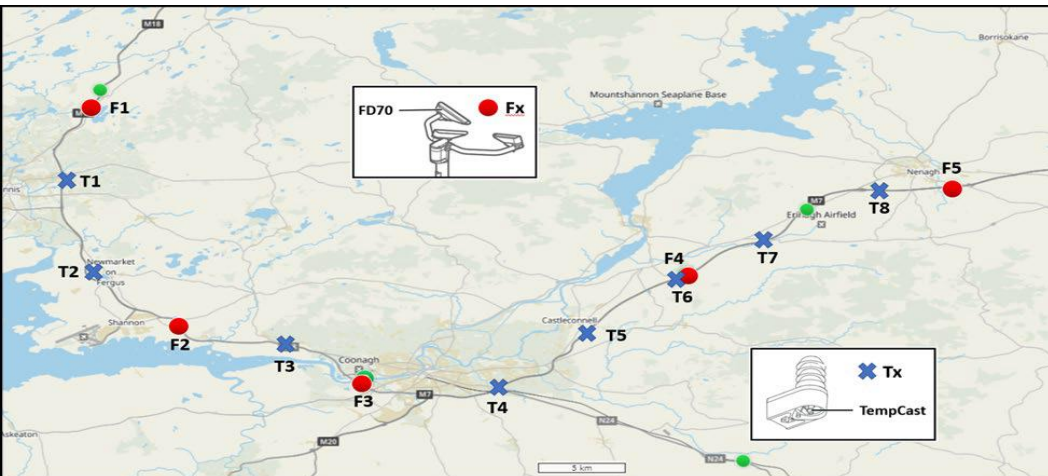 M18
Borrisokane
FD70
Fx
Mountshannon Seaplane Base
F1
T1
nnis
Nenagh
F5
M7
T8
Erinagh Airfield
T7
F4
T6
T2
Newmarket
on
Fergus
Shannon
F2
T3
Castleconnell
T5
Coonagh
F3
M7
T4
Tx
TempCast
N24
Askeaton
M20
N24
5 km